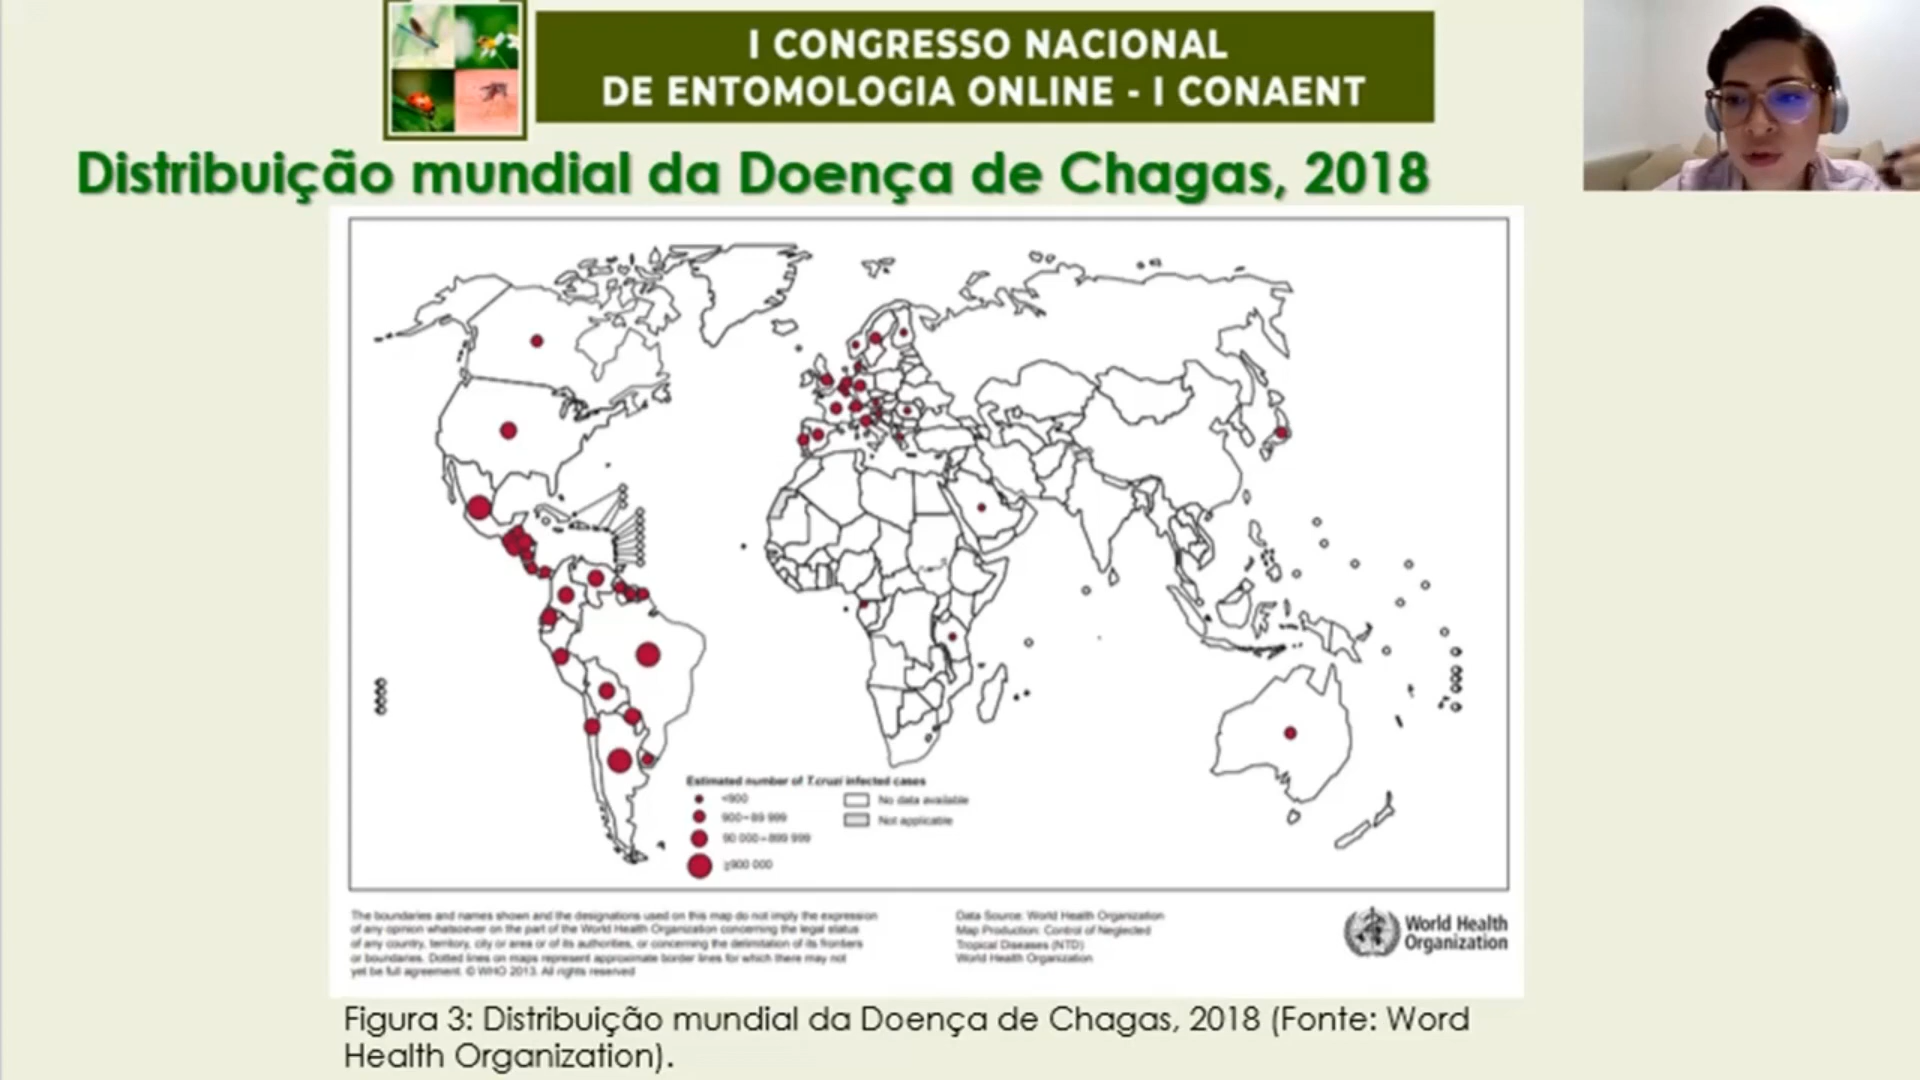 I CONGRESSO NACIONAL
DE ENTOMOLOGIA ONLINE - I CONAENT
Distribuição mundial da Doença de Chagas, 2018
Estimated number of T.cruzi infected cases
<900
900–89 999
90 000–899 999
≥900 000
No data available
Not applicable
The boundaries and names shown and the designations used on this map do not imply the expression
of any opinion whatsoever on the part of the World Health Organization concerning the legal status
of any country, territory, city or area or of its authorities, or concerning the delimitation of its frontiers
or boundaries. Dotted lines on maps represent approximate border lines for which there may not
yet be full agreement. © WHO 2013. All rights reserved
Data Source: World Health Organization
Map Production: Control of Neglected
Tropical Diseases (NTD)
World Health Organization
World Health
Organization
Figura 3: Distribuição mundial da Doença de Chagas, 2018 (Fonte: Word
Health Organization).